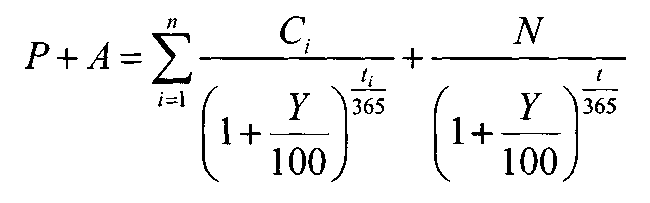 P + A = \sum_{i=1}^{n} \frac{C_i}{\left(1 + \frac{Y}{100}\right)^{\frac{t_i}{365}}} + \frac{N}{\left(1 + \frac{Y}{100}\right)^{\frac{t}{365}}}